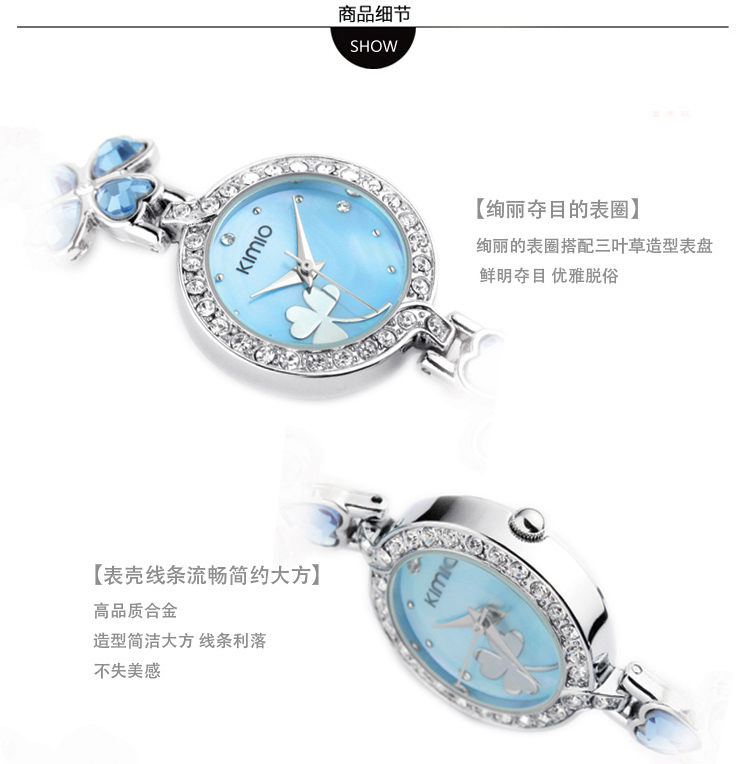 商品细节
SHOW
KIMIO
【绚丽夺目的表圈】
绚丽的表圈搭配三叶草造型表盘
鲜明夺目 优雅脱俗
KIMIO
【表壳线条流畅简约大方】
高品质合金
造型简洁大方 线条利落
不失美感